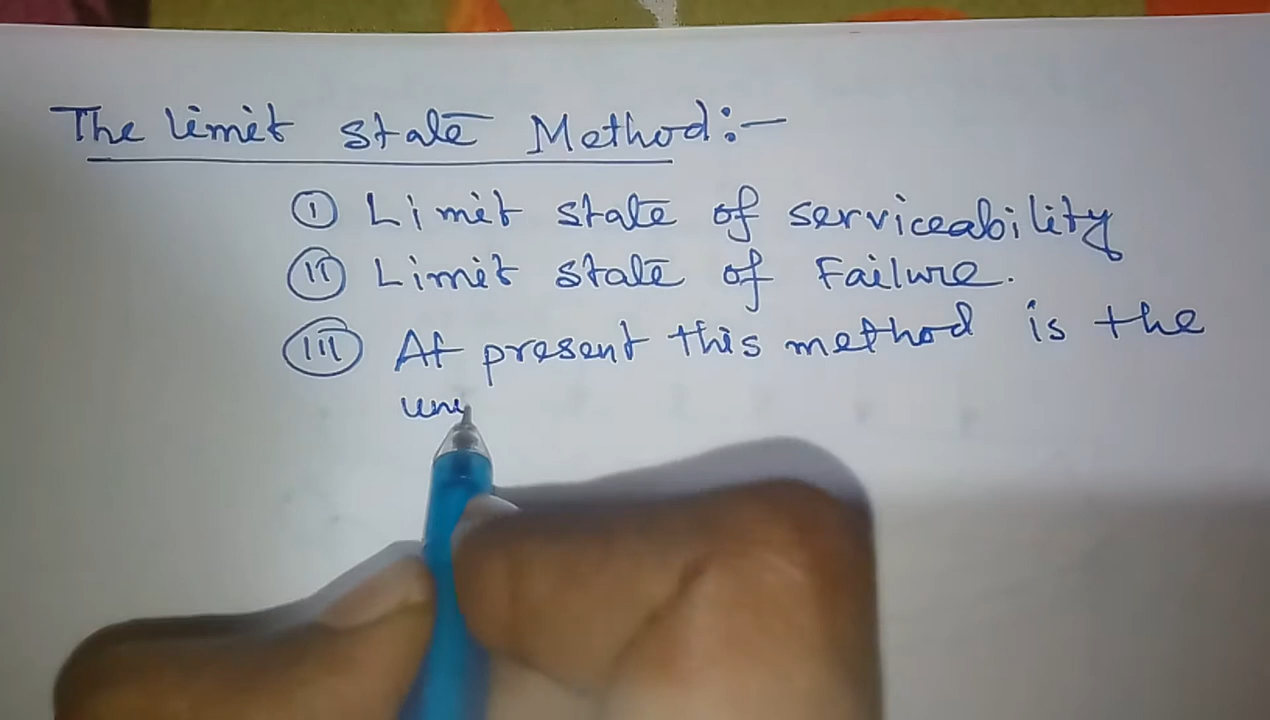 The Limit State Method:-
(I) Limit state of serviceability
(II) Limit state of Failure.
(III) At present this method is the